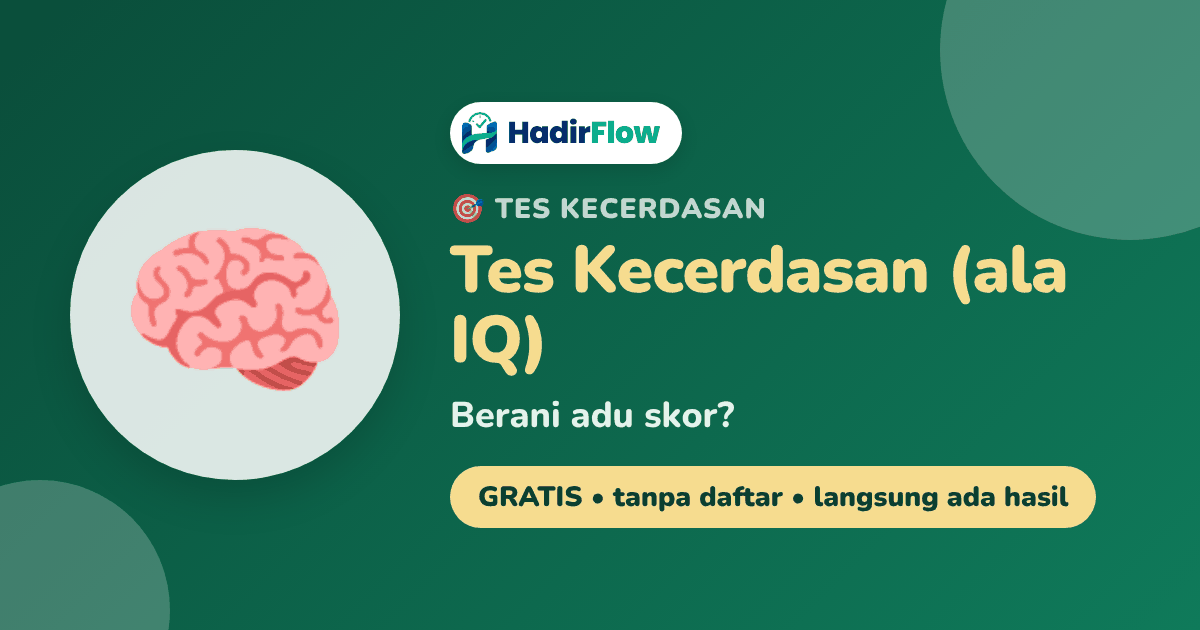 HadirFlow
🎯 TES KECERDASAN
Tes Kecerdasan (ala
IQ)
Berani adu skor?
GRATIS • tanpa daftar • langsung ada hasil